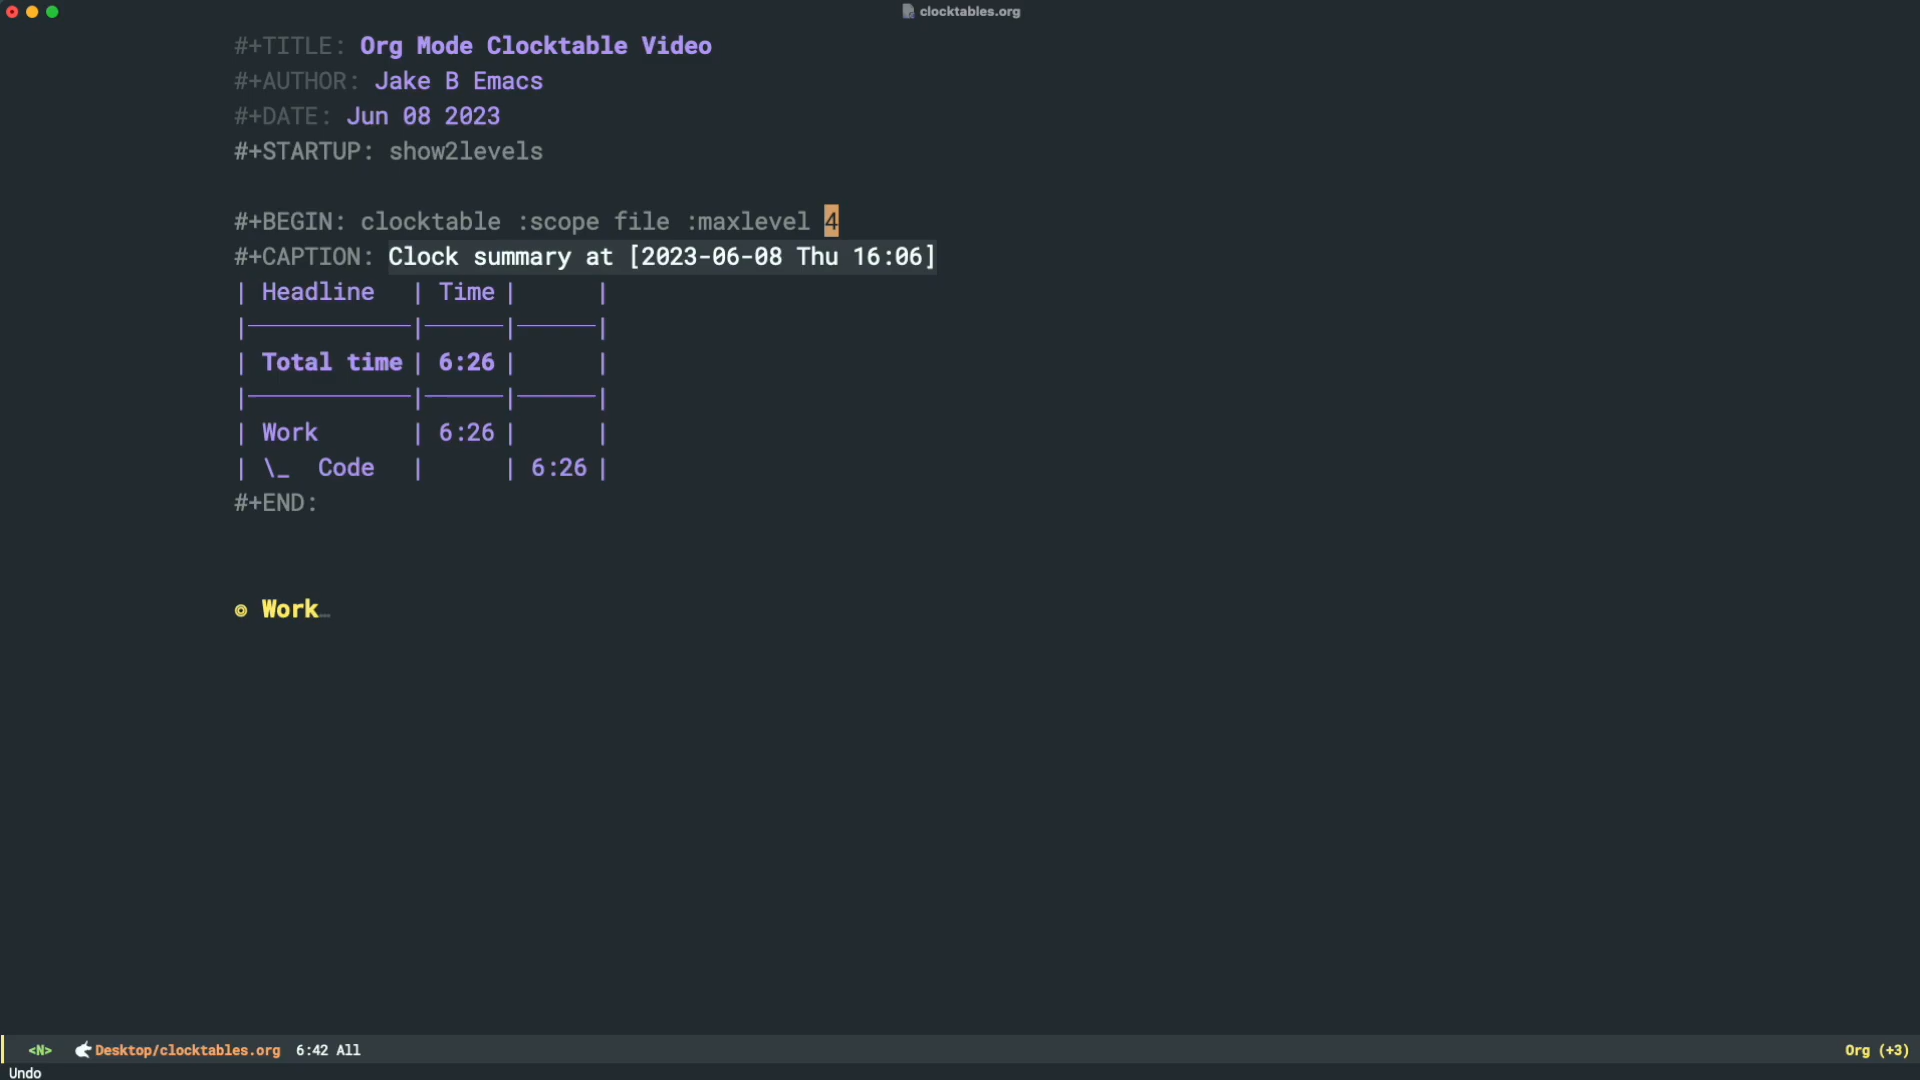 clocktables.org
#+TITLE: Org Mode Clocktable Video
#+AUTHOR: Jake B Emacs
#+DATE: Jun 08 2023
#+STARTUP: show2levels
#+BEGIN: clocktable :scope file :maxlevel 4
#+CAPTION: Clock summary at [2023-06-08 Thu 16:06]
| Headline | Time | |
|----------|------|------|
| Total time | 6:26 | |
|----------|------|------|
| Work | 6:26 | |
| \_ Code | | 6:26 |
#+END:
Work…
<N> Desktop/clocktables.org 6:42 All Org (+3)
Undo